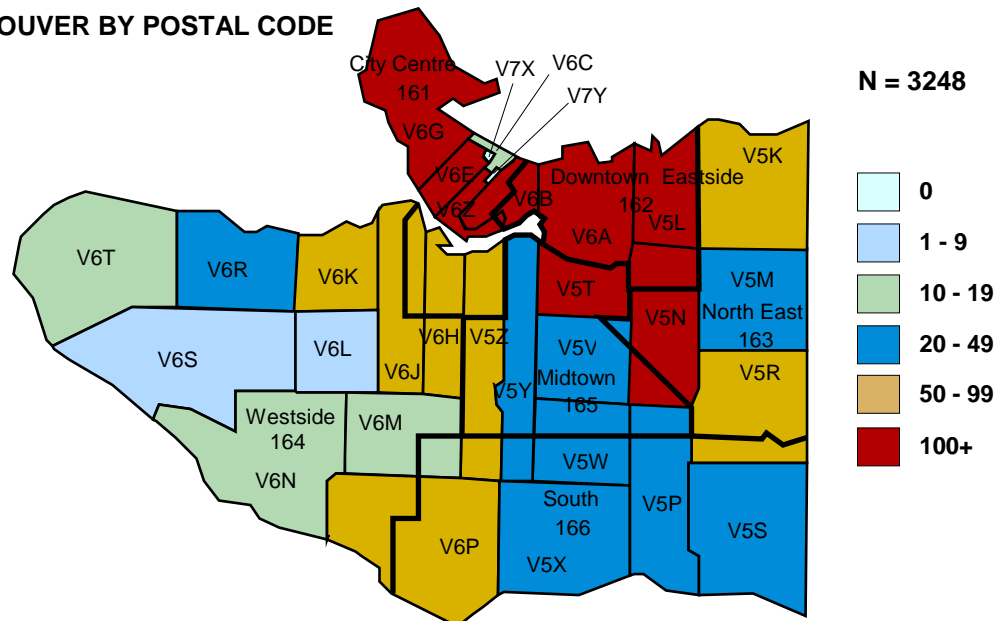 OUVER BY POSTAL CODE
City Centre
161
V7X
V6C
V7Y
N = 3248
V6G
V6E
V6Z
V6B
Downtown Eastside
162
V5K
V5L
V6A
V6T
V6R
V6K
V5T
V5M
North East
163
V5N
V6S
V6L
V6J
V6H
V5Z
V5Y
V5V
Midtown
165
V5R
Westside
164
V6M
V6N
V5W
South
166
V5P
V5S
V6P
V5X
0
1 - 9
10 - 19
20 - 49
50 - 99
100+